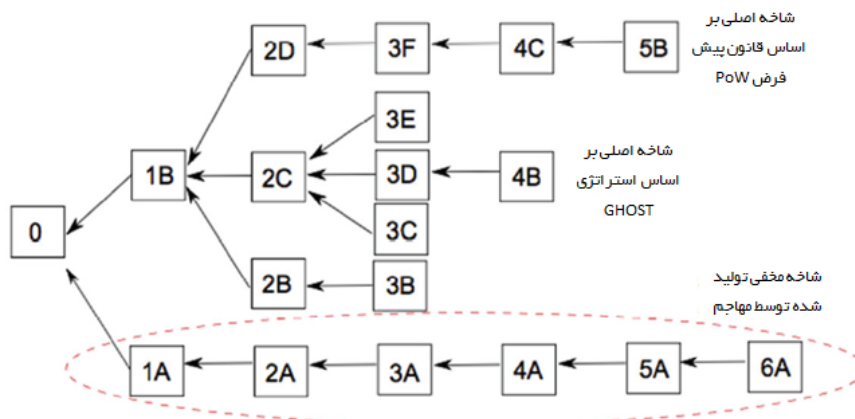 شاخه اصلی بر
اساس قانون پیش
فرض PoW
2D
3F
4C
5B
3E
1B
2C
3D
4B
شاخه اصلی بر
اساس استراتژی
GHOST
0
3C
2B
3B
شاخه مخفی تولید
شده توسط مهاجم
1A
2A
3A
4A
5A
6A